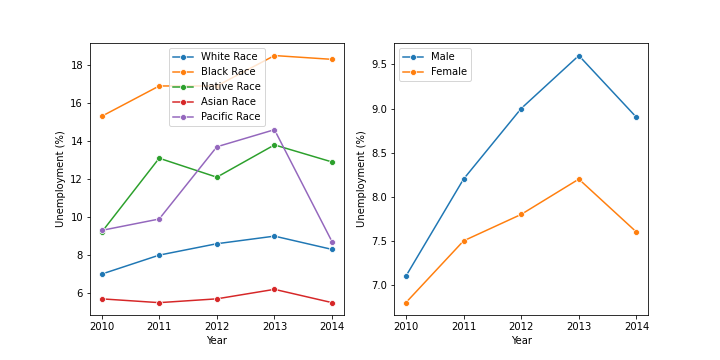 18
16
14
12
10
8
6
Unemployment (%)
White Race
Black Race
Native Race
Asian Race
Pacific Race
2010 2011 2012 2013 2014
Year
9.5
9.0
8.5
8.0
7.5
7.0
Unemployment (%)
Male
Female
2010 2011 2012 2013 2014
Year